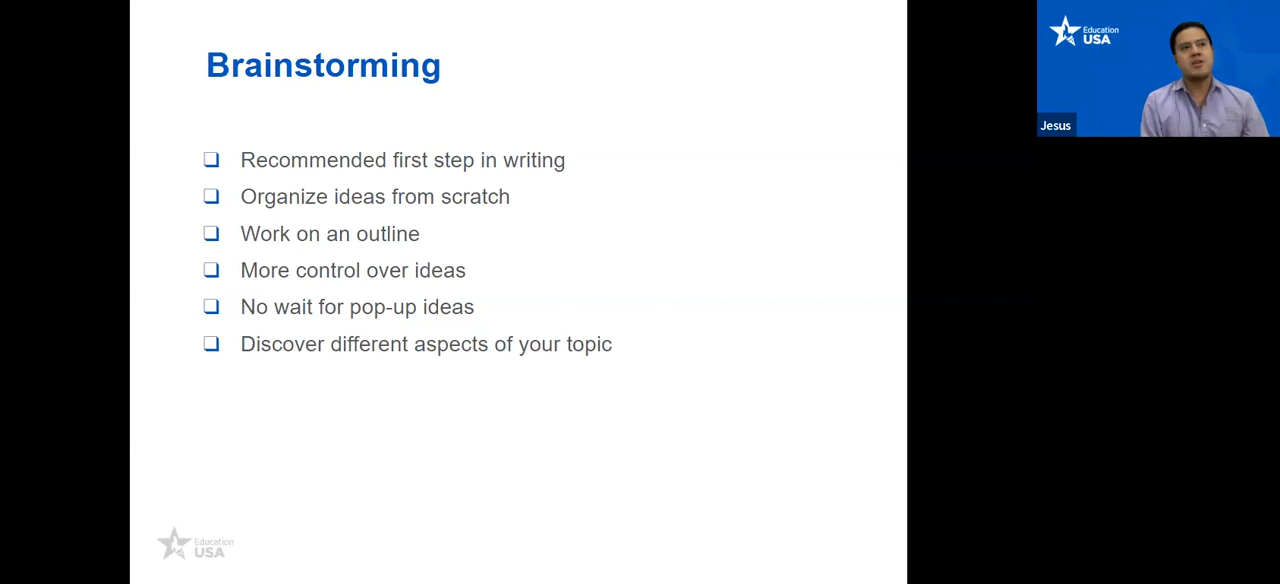 Brainstorming
Recommended first step in writing
Organize ideas from scratch
Work on an outline
More control over ideas
No wait for pop-up ideas
Discover different aspects of your topic
Education
USA
Education
USA
Jesus